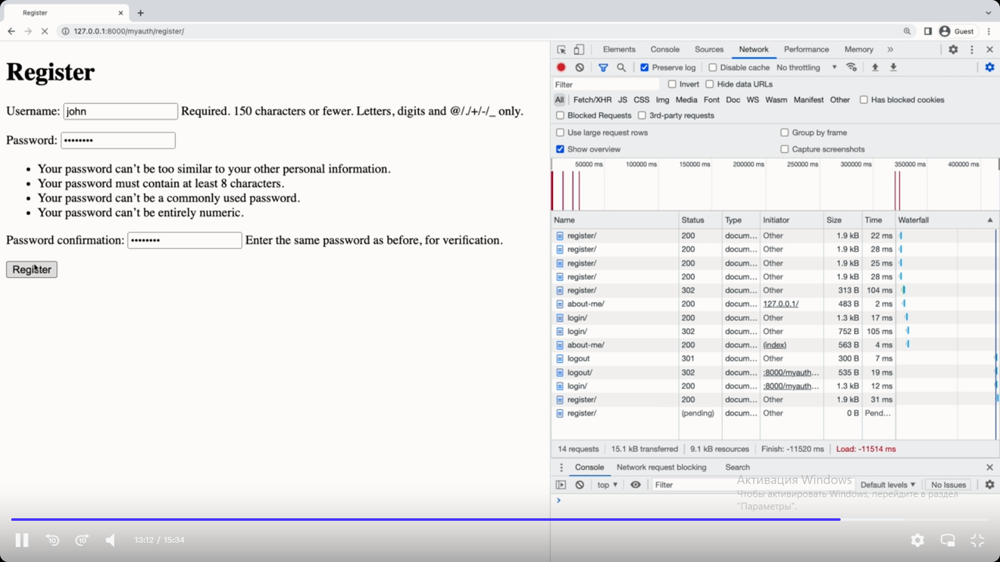 Register
127.0.0.1:8000/myauth/register/
Guest
Register
Username: john Required. 150 characters or fewer. Letters, digits and @/./+/-/_ only.
Password: ••••••••
• Your password can’t be too similar to your other personal information.
• Your password must contain at least 8 characters.
• Your password can’t be a commonly used password.
• Your password can’t be entirely numeric.
Password confirmation: •••••••• Enter the same password as before, for verification.
Register
Elements Console Sources Network Performance Memory
Preserve log Disable cache No throttling
Filter Invert Hide data URLs
All Fetch/XHR JS CSS Img Media Font Doc WS Wasm Manifest Other Has blocked cookies
Blocked Requests 3rd-party requests
Use large request rows Group by frame
Show overview Capture screenshots
50000 ms 100000 ms 150000 ms 200000 ms 250000 ms 300000 ms 350000 ms 400000 ms
Name Status Type Initiator Size Time Waterfall
register/ 200 docum... Other 1.9 kB 22 ms
register/ 200 docum... Other 1.9 kB 28 ms
register/ 200 docum... Other 1.9 kB 25 ms
register/ 200 docum... Other 1.9 kB 28 ms
register/ 302 docum... Other 313 B 104 ms
about-me/ 200 docum... 127.0.0.1/ 483 B 2 ms
login/ 200 docum... Other 1.3 kB 17 ms
login/ 302 docum... Other 752 B 105 ms
about-me/ 200 docum... (index) 563 B 4 ms
logout 301 docum... Other 300 B 7 ms
logout/ 302 docum... :8000/myauth... 535 B 19 ms
login/ 200 docum... :8000/myauth... 1.3 kB 12 ms
register/ 200 docum... Other 1.9 kB 31 ms
register/ (pending) docum... Other 0 B Pend...
14 requests 15.1 kB transferred 9.1 kB resources Finish: -11520 ms Load: -11514 ms
Console Network request blocking Search
top Filter Default levels No Issues
Активация Windows
Чтобы активировать Windows, перейдите в раздел
"Параметры".
10 10 13:12 / 15:34